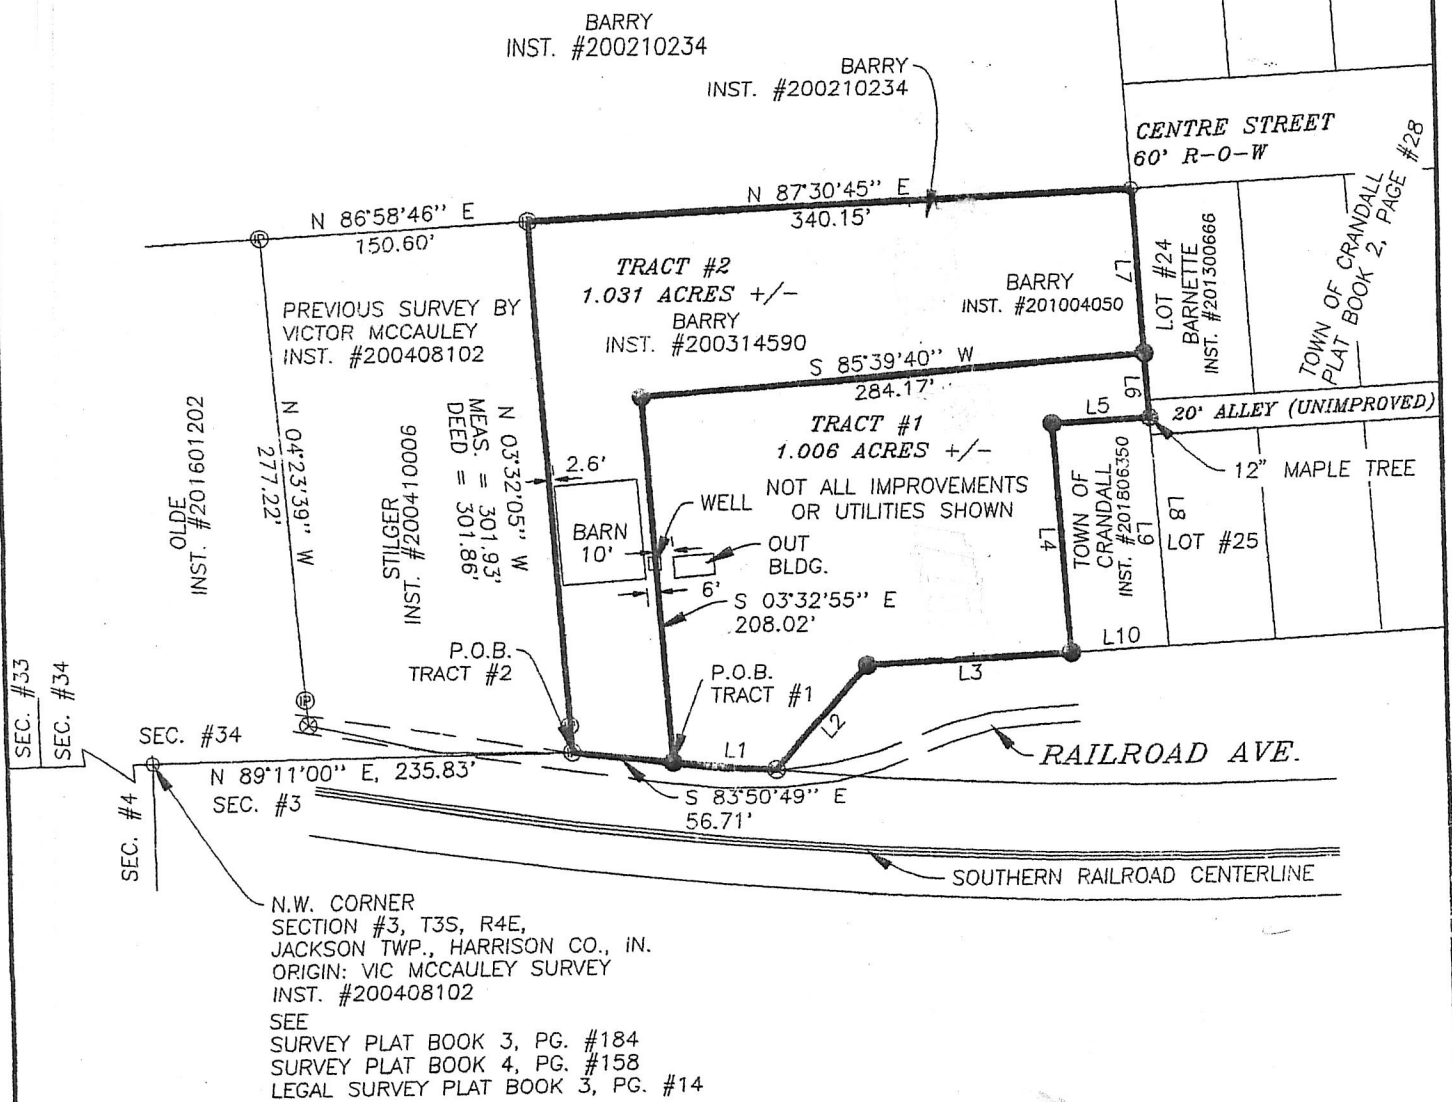 BARRY
INST. #200210234
BARRY
INST. #200210234
CENTRE STREET
60' R-O-W
TOWN OF CRANDALL
PLAT BOOK 2, PAGE #28
N 87°30'45" E
340.15'
N 86°58'46" E
150.60'
TRACT #2
1.031 ACRES +/-
BARRY
INST. #200314590
BARRY
INST. #201004050
L7
LOT #24
BARNETTE
INST. #201300666
PREVIOUS SURVEY BY
VICTOR MCCAULEY
INST. #200408102
S 85°39'40" W
284.17'
L6
L5
20' ALLEY (UNIMPROVED)
12" MAPLE TREE
TRACT #1
1.006 ACRES +/-
NOT ALL IMPROVEMENTS
OR UTILITIES SHOWN
OLDE
INST. #201601202
N 04°23'39" W
277.22'
STILGER
INST. #200410006
N 03°32'05" W
MEAS. = 301.93'
DEED = 301.86'
2.6'
BARN
10'
WELL
OUT
BLDG.
6'
S 03°32'55" E
208.02'
L4
TOWN OF
CRANDALL
INST. #201806350
L9
L8
LOT #25
L10
L3
P.O.B.
TRACT #2
P.O.B.
TRACT #1
L2
L1
SEC. #33
SEC. #34
SEC. #34
N 89°11'00" E, 235.83'
SEC. #3
SEC. #4
S 83°50'49" E
56.71'
RAILROAD AVE.
SOUTHERN RAILROAD CENTERLINE
N.W. CORNER
SECTION #3, T3S, R4E,
JACKSON TWP., HARRISON CO., IN.
ORIGIN: VIC MCCAULEY SURVEY
INST. #200408102
SEE
SURVEY PLAT BOOK 3, PG. #184
SURVEY PLAT BOOK 4, PG. #158
LEGAL SURVEY PLAT BOOK 3, PG. #14